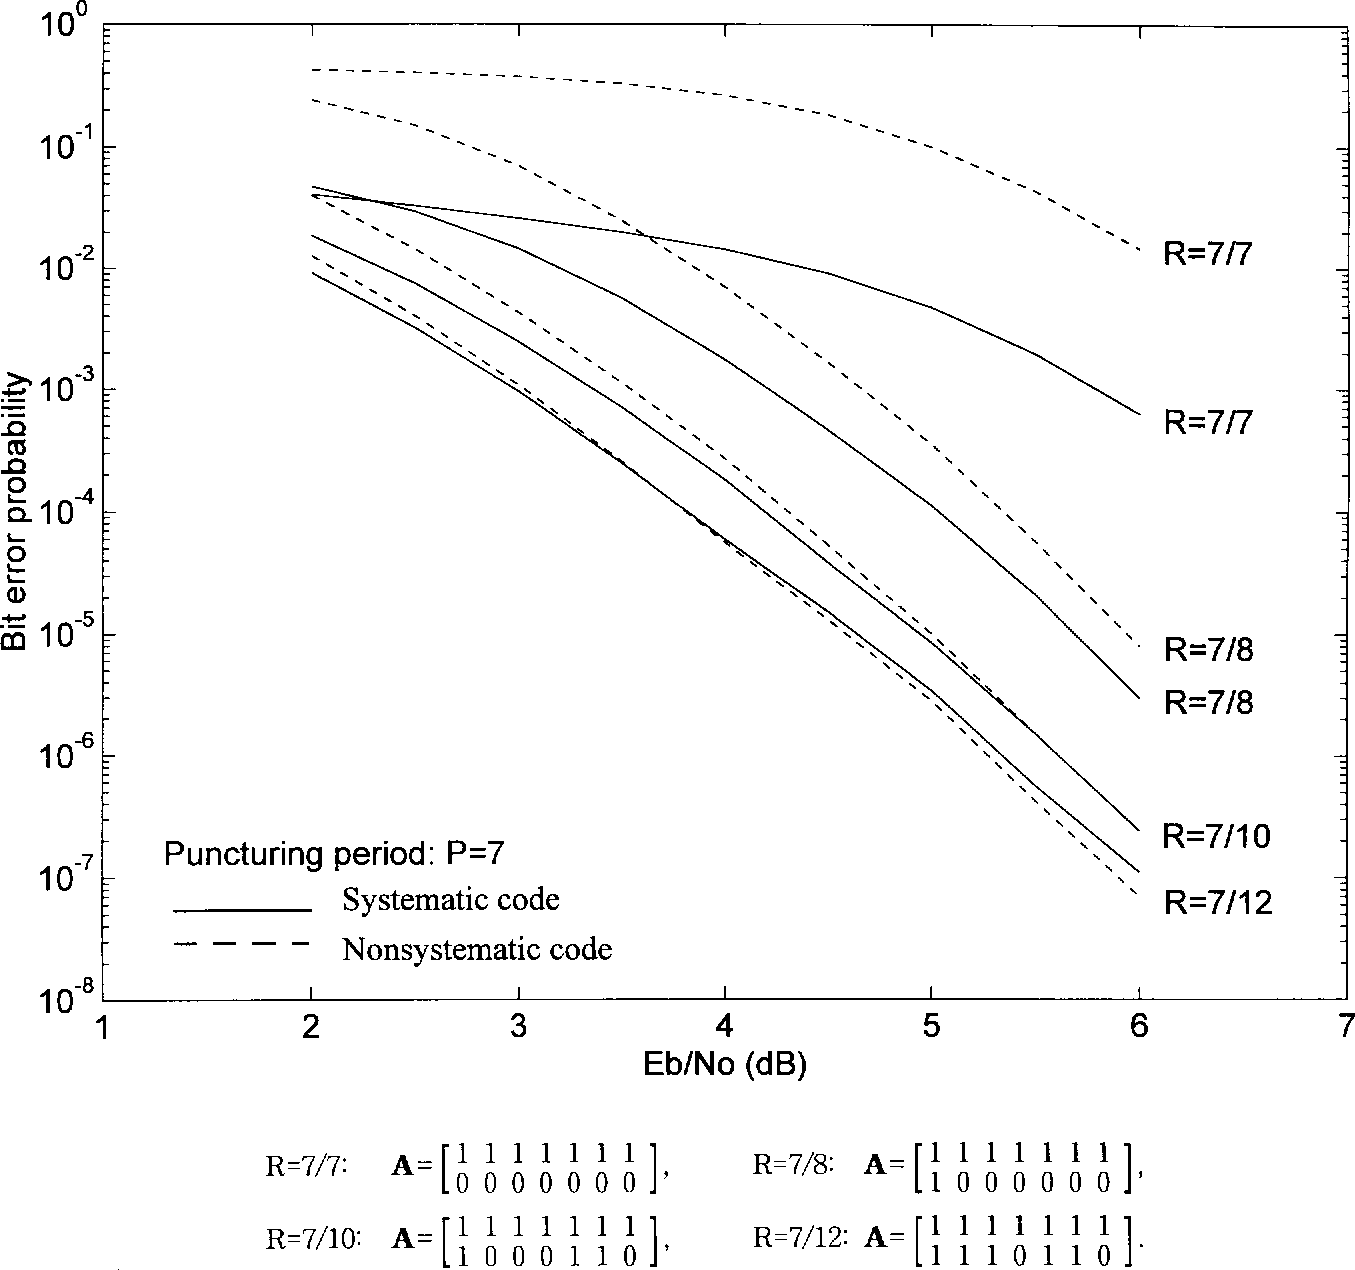 10^0
10^-1
10^-2
10^-3
10^-4
10^-5
10^-6
10^-7
10^-8
Bit error probability
R=7/7
R=7/7
R=7/8
R=7/8
R=7/10
R=7/12
Puncturing period: P=7
Systematic code
Nonsystematic code
1 2 3 4 5 6 7
Eb/No (dB)
R=7/7: A=[1 1 1 1 1 1 1
0 0 0 0 0 0 0],
R=7/8: A=[1 1 1 1 1 1 1
1 0 0 0 0 0 0],
R=7/10: A=[1 1 1 1 1 1 1
1 0 0 0 1 1 0],
R=7/12: A=[1 1 1 1 1 1 1
1 1 1 0 1 1 0].